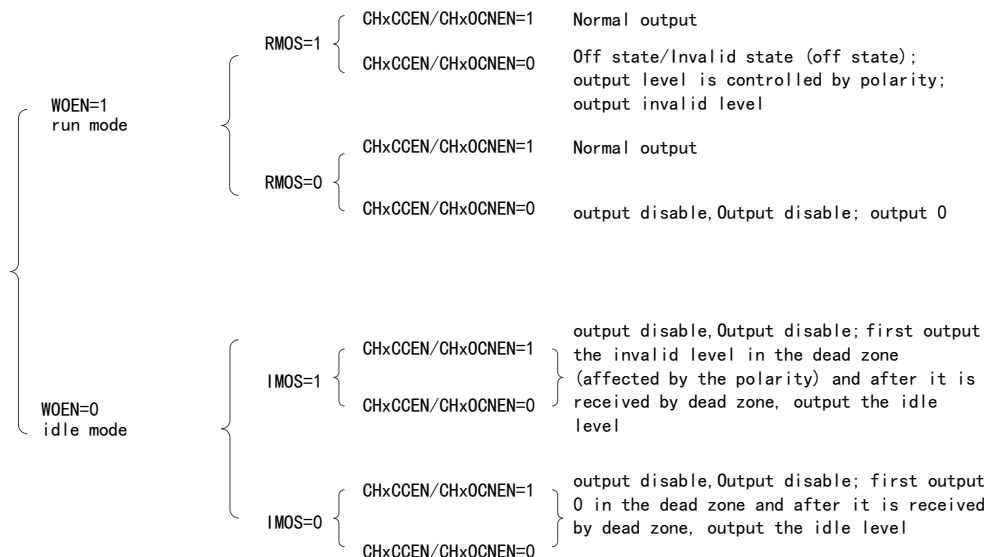 WOEN=1
run mode
RMOS=1
CHxCCEN/CHxOCNEN=1
Normal output
CHxCCEN/CHxOCNEN=0
Off state/Invalid state (off state);
output level is controlled by polarity;
output invalid level
RMOS=0
CHxCCEN/CHxOCNEN=1
Normal output
CHxCCEN/CHxOCNEN=0
output disable,Output disable; output 0
WOEN=0
idle mode
IMOS=1
CHxCCEN/CHxOCNEN=1
CHxCCEN/CHxOCNEN=0
output disable,Output disable; first output
the invalid level in the dead zone
(affected by the polarity) and after it is
received by dead zone, output the idle
level
IMOS=0
CHxCCEN/CHxOCNEN=1
CHxCCEN/CHxOCNEN=0
output disable,Output disable; first output
0 in the dead zone and after it is received
by dead zone, output the idle level